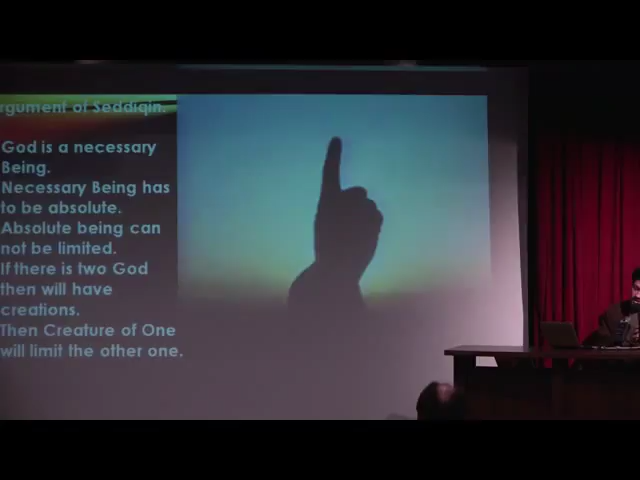 rgument of Seddiqin.
God is a necessary
Being.
Necessary Being has
to be absolute.
Absolute being can
not be limited.
If there is two God
then will have
creations.
Then Creature of One
will limit the other one.